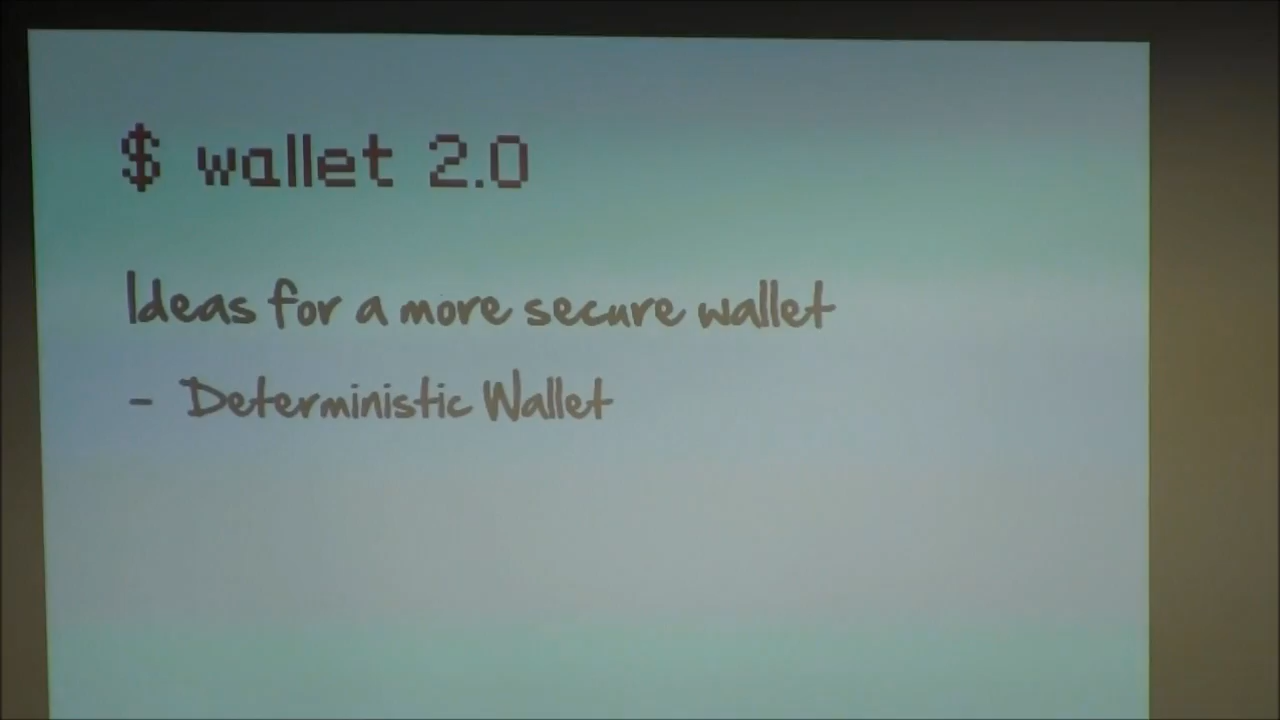 $ wallet 2.0
Ideas for a more secure wallet
- Deterministic Wallet